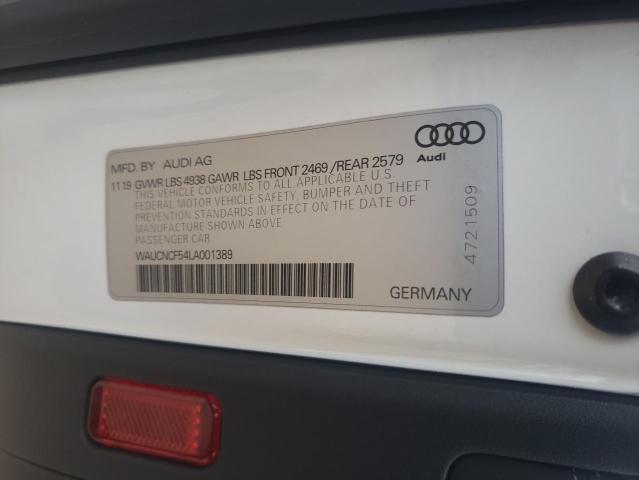 MFD. BY AUDI AG
11 19 GVWR LBS 4938 GAWR LBS FRONT 2469 /REAR 2579
THIS VEHICLE CONFORMS TO ALL APPLICABLE U.S.
FEDERAL MOTOR VEHICLE SAFETY, BUMPER AND THEFT
PREVENTION STANDARDS IN EFFECT ON THE DATE OF
MANUFACTURE SHOWN ABOVE
PASSENGER CAR
WAUCNCF54LA001389
Audi
4721509
GERMANY